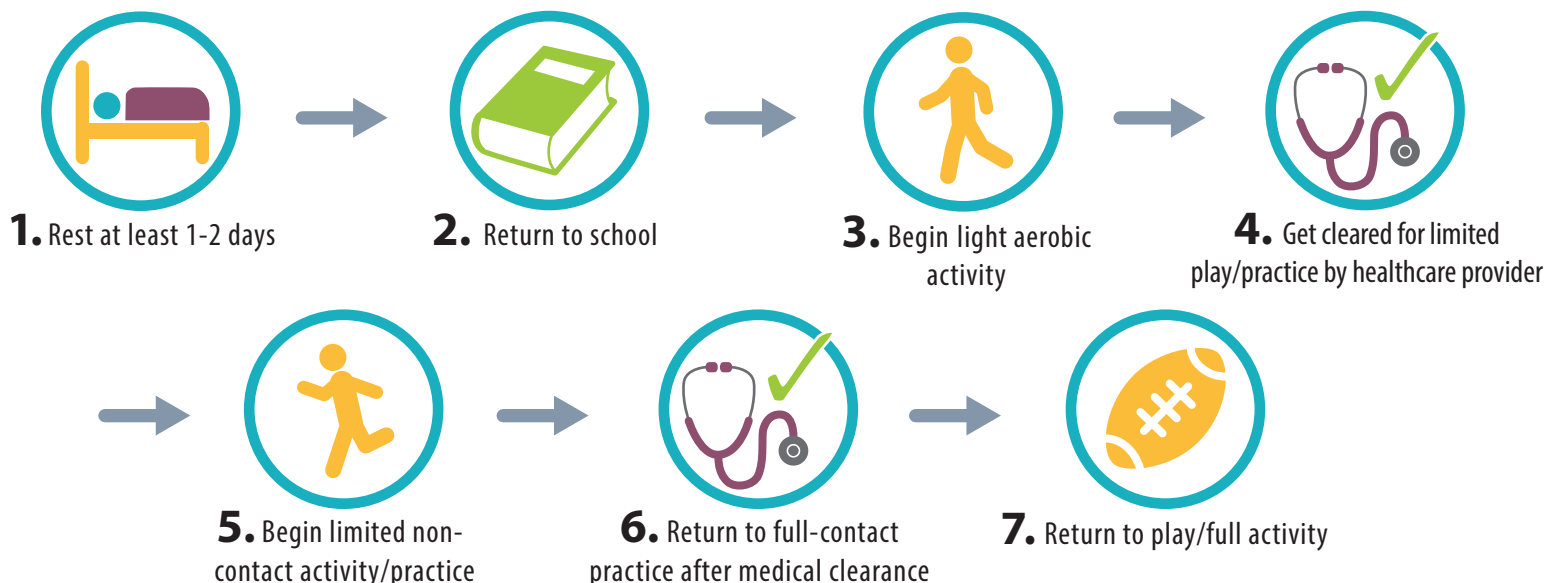 1. Rest at least 1-2 days
2. Return to school
3. Begin light aerobic
activity
4. Get cleared for limited
play/practice by healthcare provider
5. Begin limited non-
contact activity/practice
6. Return to full-contact
practice after medical clearance
7. Return to play/full activity